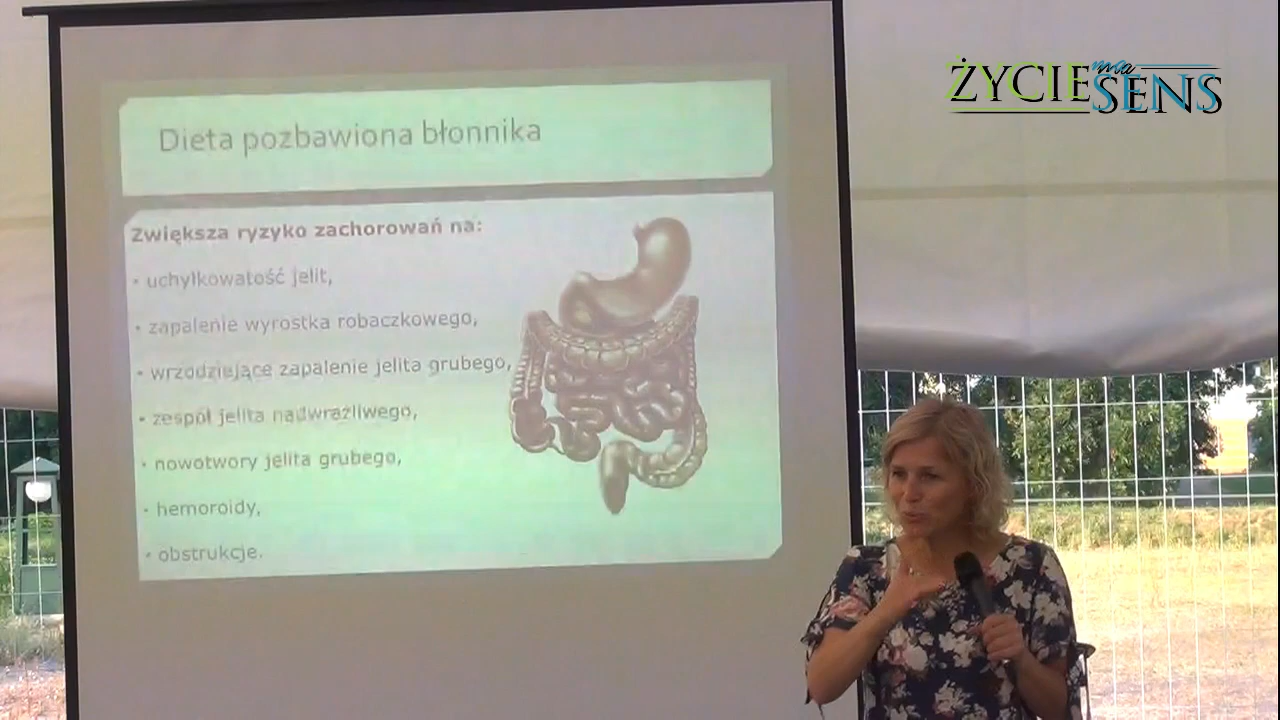 ŻYCIE ma SENS
Dieta pozbawiona błonnika
Zwiększa ryzyko zachorowań na:
• uchyłkowatość jelit,
• zapalenie wyrostka robaczkowego,
• wrzodziejące zapalenie jelita grubego,
• zespół jelita nadwrażliwego,
• nowotwory jelita grubego,
• hemoroidy,
• obstrukcje.